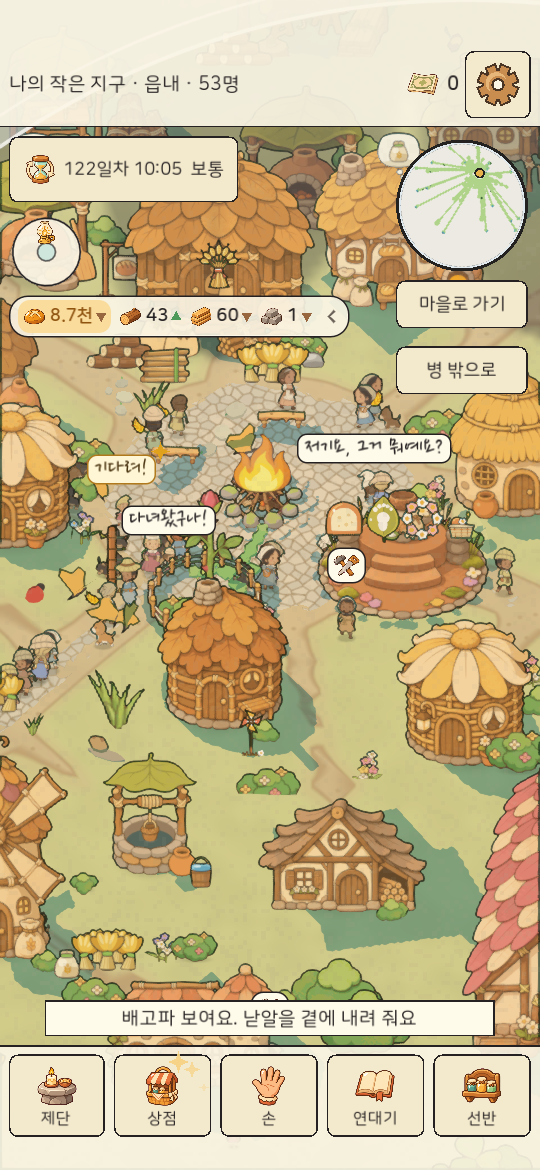 나의 작은 지구 · 읍내 · 53명
0
122일차 10:05 보통
8.7천 43 60 1
마을로 가기
병 밖으로
저기요, 그거 뭐예요?
기다려!
다녀왔구나!
배고파 보여요. 낟알을 곁에 내려 줘요
제단
상점
손
연대기
선반